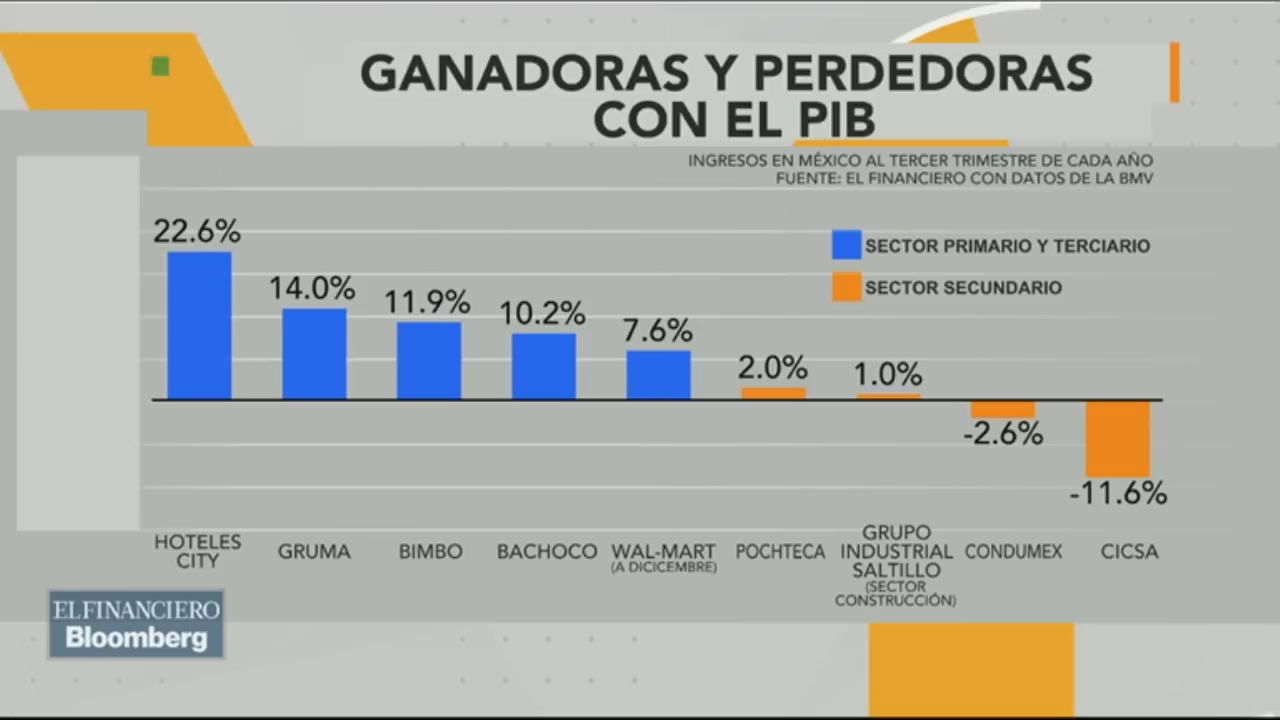 GANADORAS Y PERDEDORAS
CON EL PIB
INGRESOS EN MÉXICO AL TERCER TRIMESTRE DE CADA AÑO
FUENTE: EL FINANCIERO CON DATOS DE LA BMV
SECTOR PRIMARIO Y TERCIARIO
SECTOR SECUNDARIO
22.6%
14.0%
11.9%
10.2%
7.6%
2.0%
1.0%
-2.6%
-11.6%
HOTELES
CITY
GRUMA
BIMBO
BACHOCO
WAL-MART
(A DICICEMBRE)
POCHTECA
GRUPO
INDUSTRIAL
SALTILLO
(SECTOR
CONSTRUCCIÓN)
CONDUMEX
CICSA
EL FINANCIERO
Bloomberg